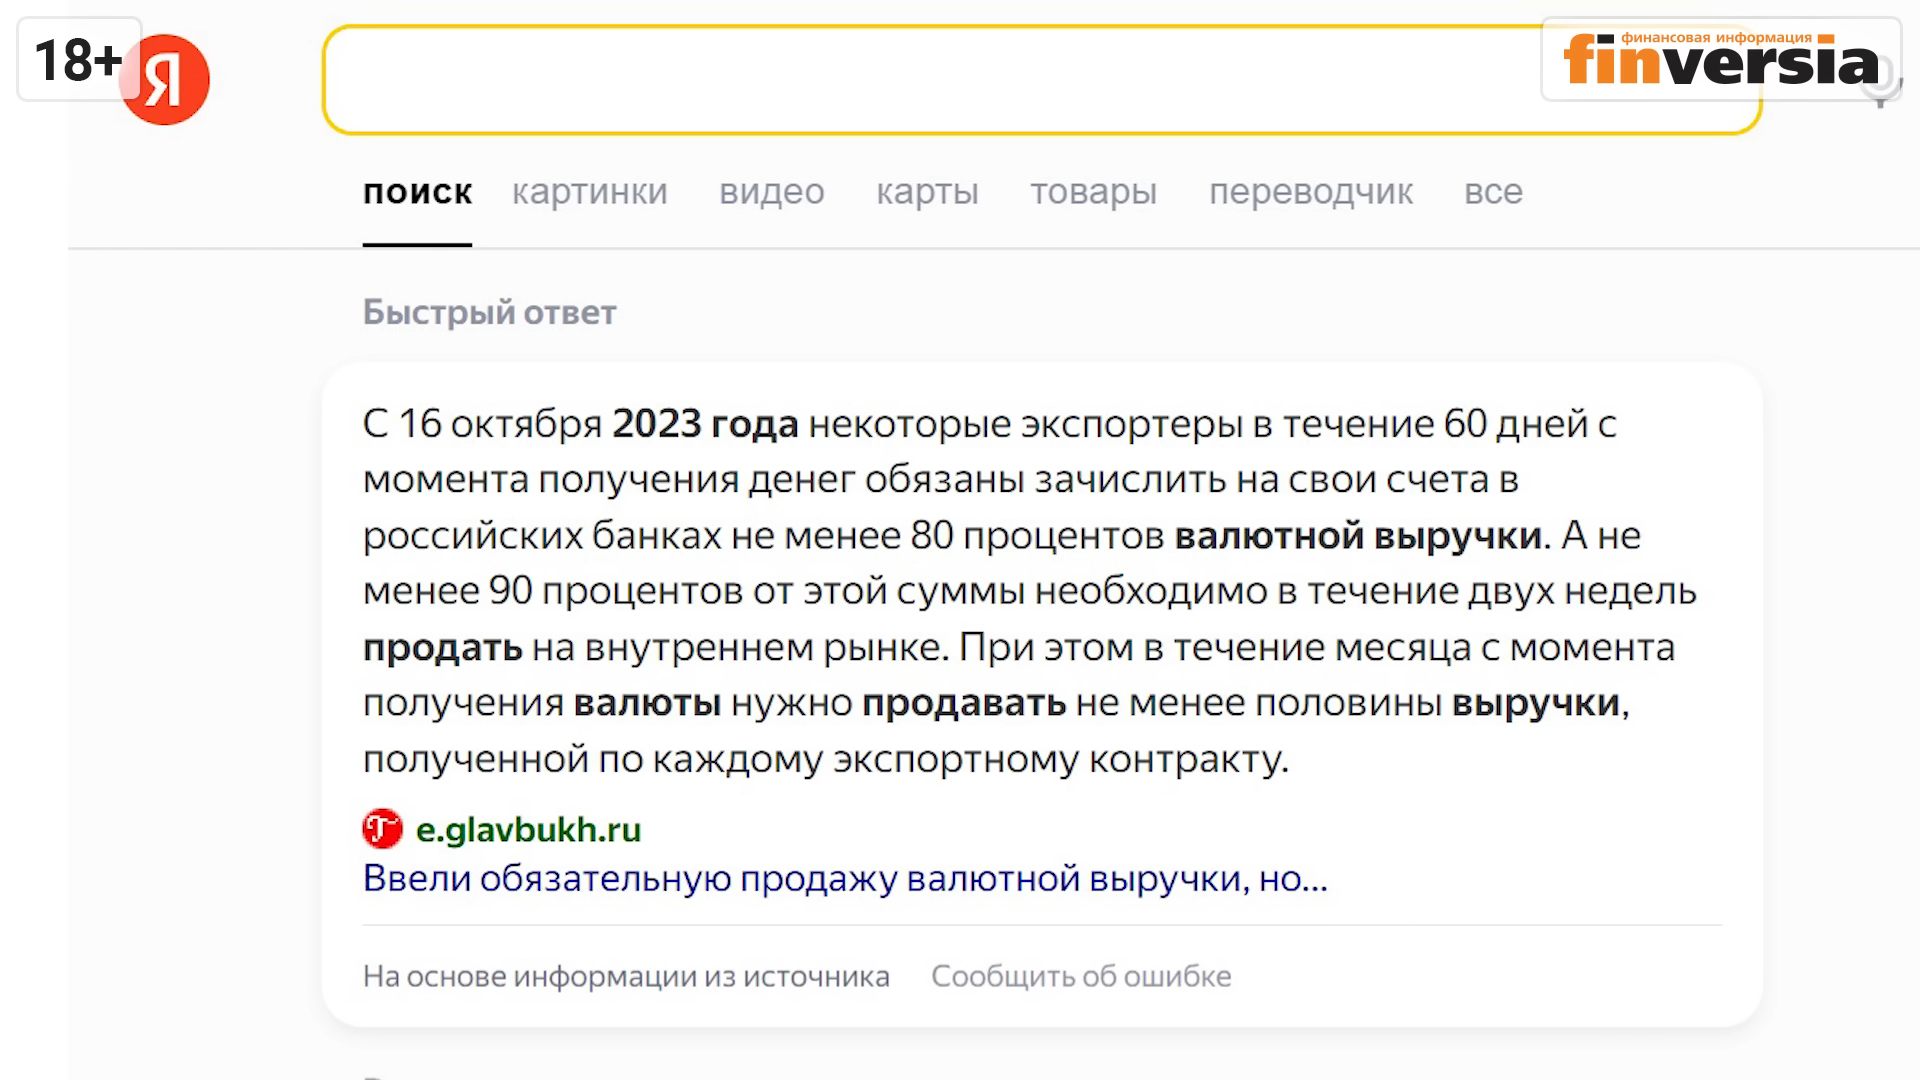 18+
Я
финансовая информация
finversia
поиск картинки видео карты товары переводчик все
Быстрый ответ
С 16 октября 2023 года некоторые экспортеры в течение 60 дней с
момента получения денег обязаны зачислить на свои счета в
российских банках не менее 80 процентов валютной выручки. А не
менее 90 процентов от этой суммы необходимо в течение двух недель
продать на внутреннем рынке. При этом в течение месяца с момента
получения валюты нужно продавать не менее половины выручки,
полученной по каждому экспортному контракту.
e.glavbukh.ru
Ввели обязательную продажу валютной выручки, но...
На основе информации из источника Сообщить об ошибке